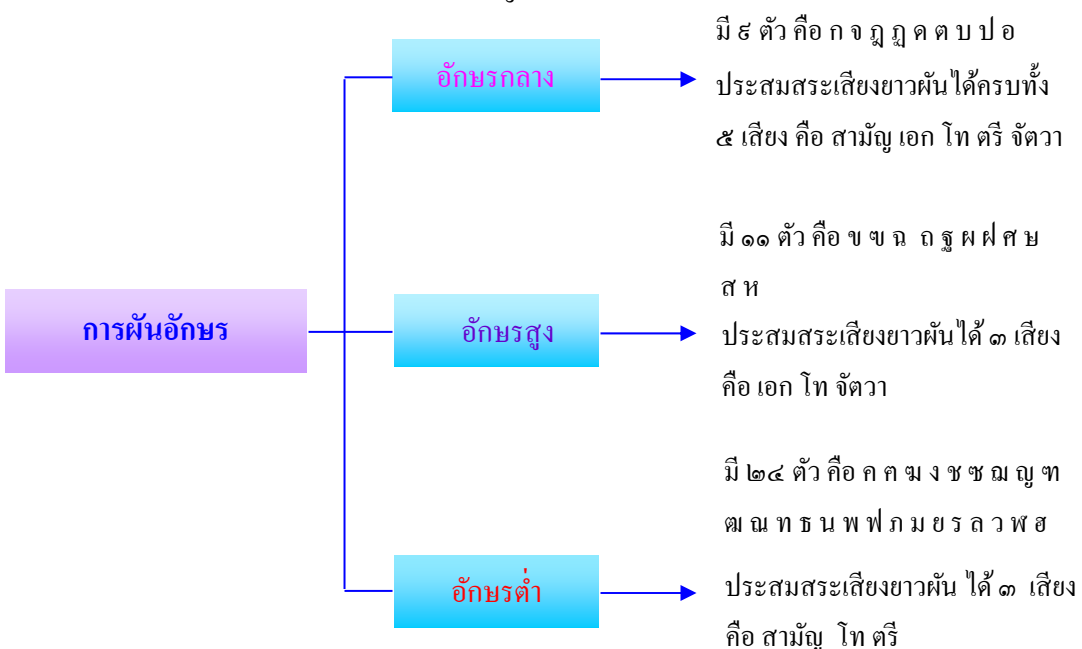 มี ๙ ตัว คือ ก จ ฎ ฏ ด ต บ ป อ
อักษรกลาง
ประสมสระเสียงยาวผันได้ครบทั้ง
๕ เสียง คือ สามัญ เอก โท ตรี จัตวา
มี ๑๑ ตัว คือ ข ฃ ฉ ถ ฐ ผ ฝ ศ ษ
ส ห
การผันอักษร
อักษรสูง
ประสมสระเสียงยาวผันได้ ๓ เสียง
คือ เอก โท จัตวา
มี ๒๔ ตัว คือ ค ฅ ฆ ง ช ซ ฌ ญ ฑ
ฒ ณ ท ธ น พ ฟ ภ ม ย ร ล ว ฬ ฮ
อักษรต่ำ
ประสมสระเสียงยาวผัน ได้ ๓ เสียง
คือ สามัญ โท ตรี